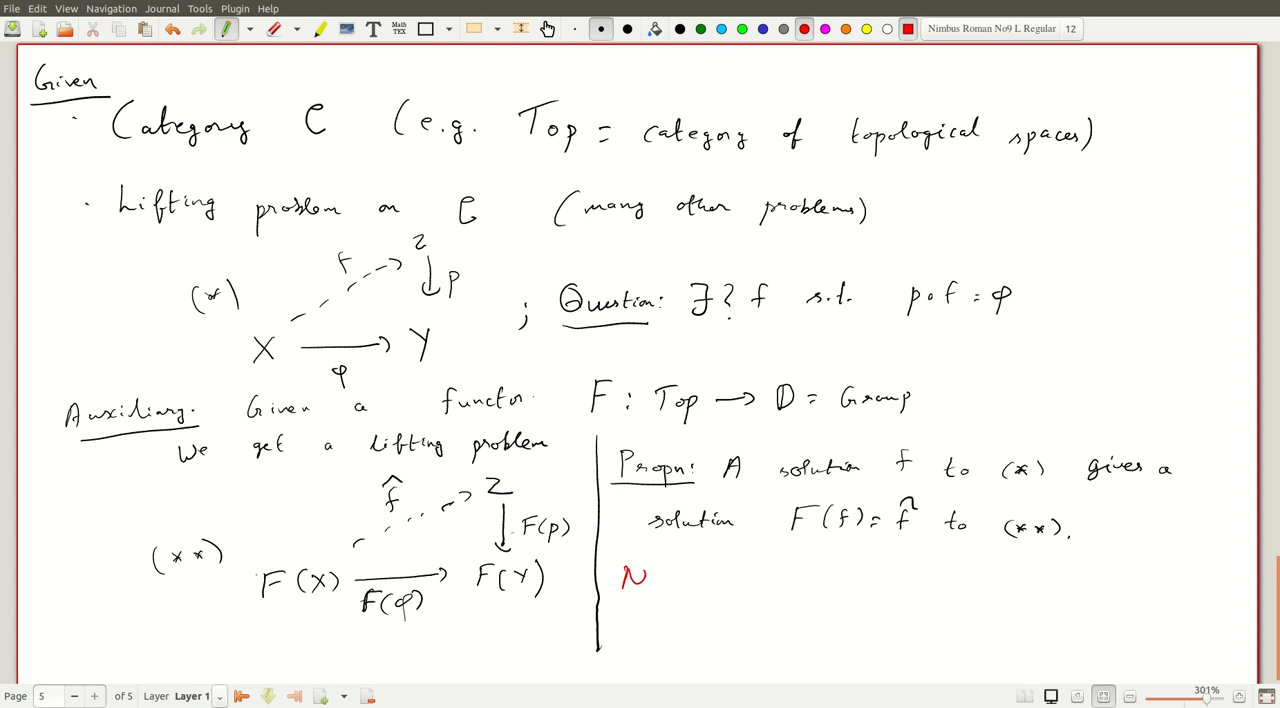 File Edit View Navigation Journal Tools Plugin Help
T Math TEX Nimbus Roman No9 L Regular 12
Given
· Category C (e.g. Top = category of topological spaces)
· Lifting problem on C (many other problems)
(*) f Z p X φ Y ; Question: ∃? f s.t. p∘f = φ
Auxiliary. Given a functor. F : Top → D = Group
We get a lifting problem
Propn: A solution f to (*) gives a
solution F(f) = f̂ to (**).
(**) f̂ Z F(p) F(X) F(φ) F(Y)
N
Page 5 of 5 Layer Layer 1 301%